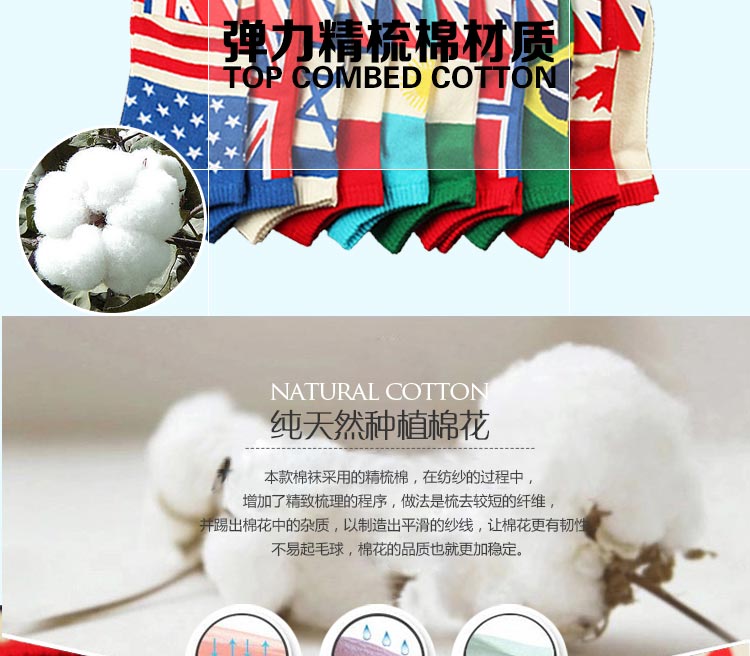 弹力精梳棉材质
TOP COMBED COTTON
NATURAL COTTON
纯天然种植棉花
本款棉袜采用的精梳棉，在纺纱的过程中，
增加了精致梳理的程序，做法是梳去较短的纤维，
并踢出棉花中的杂质，以制造出平滑的纱线，让棉花更有韧性，
不易起毛球，棉花的品质也就更加稳定。